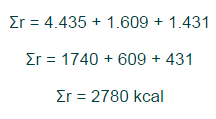 Σr = 4.435 + 1.609 + 1.431
Σr = 1740 + 609 + 431
Σr = 2780 kcal